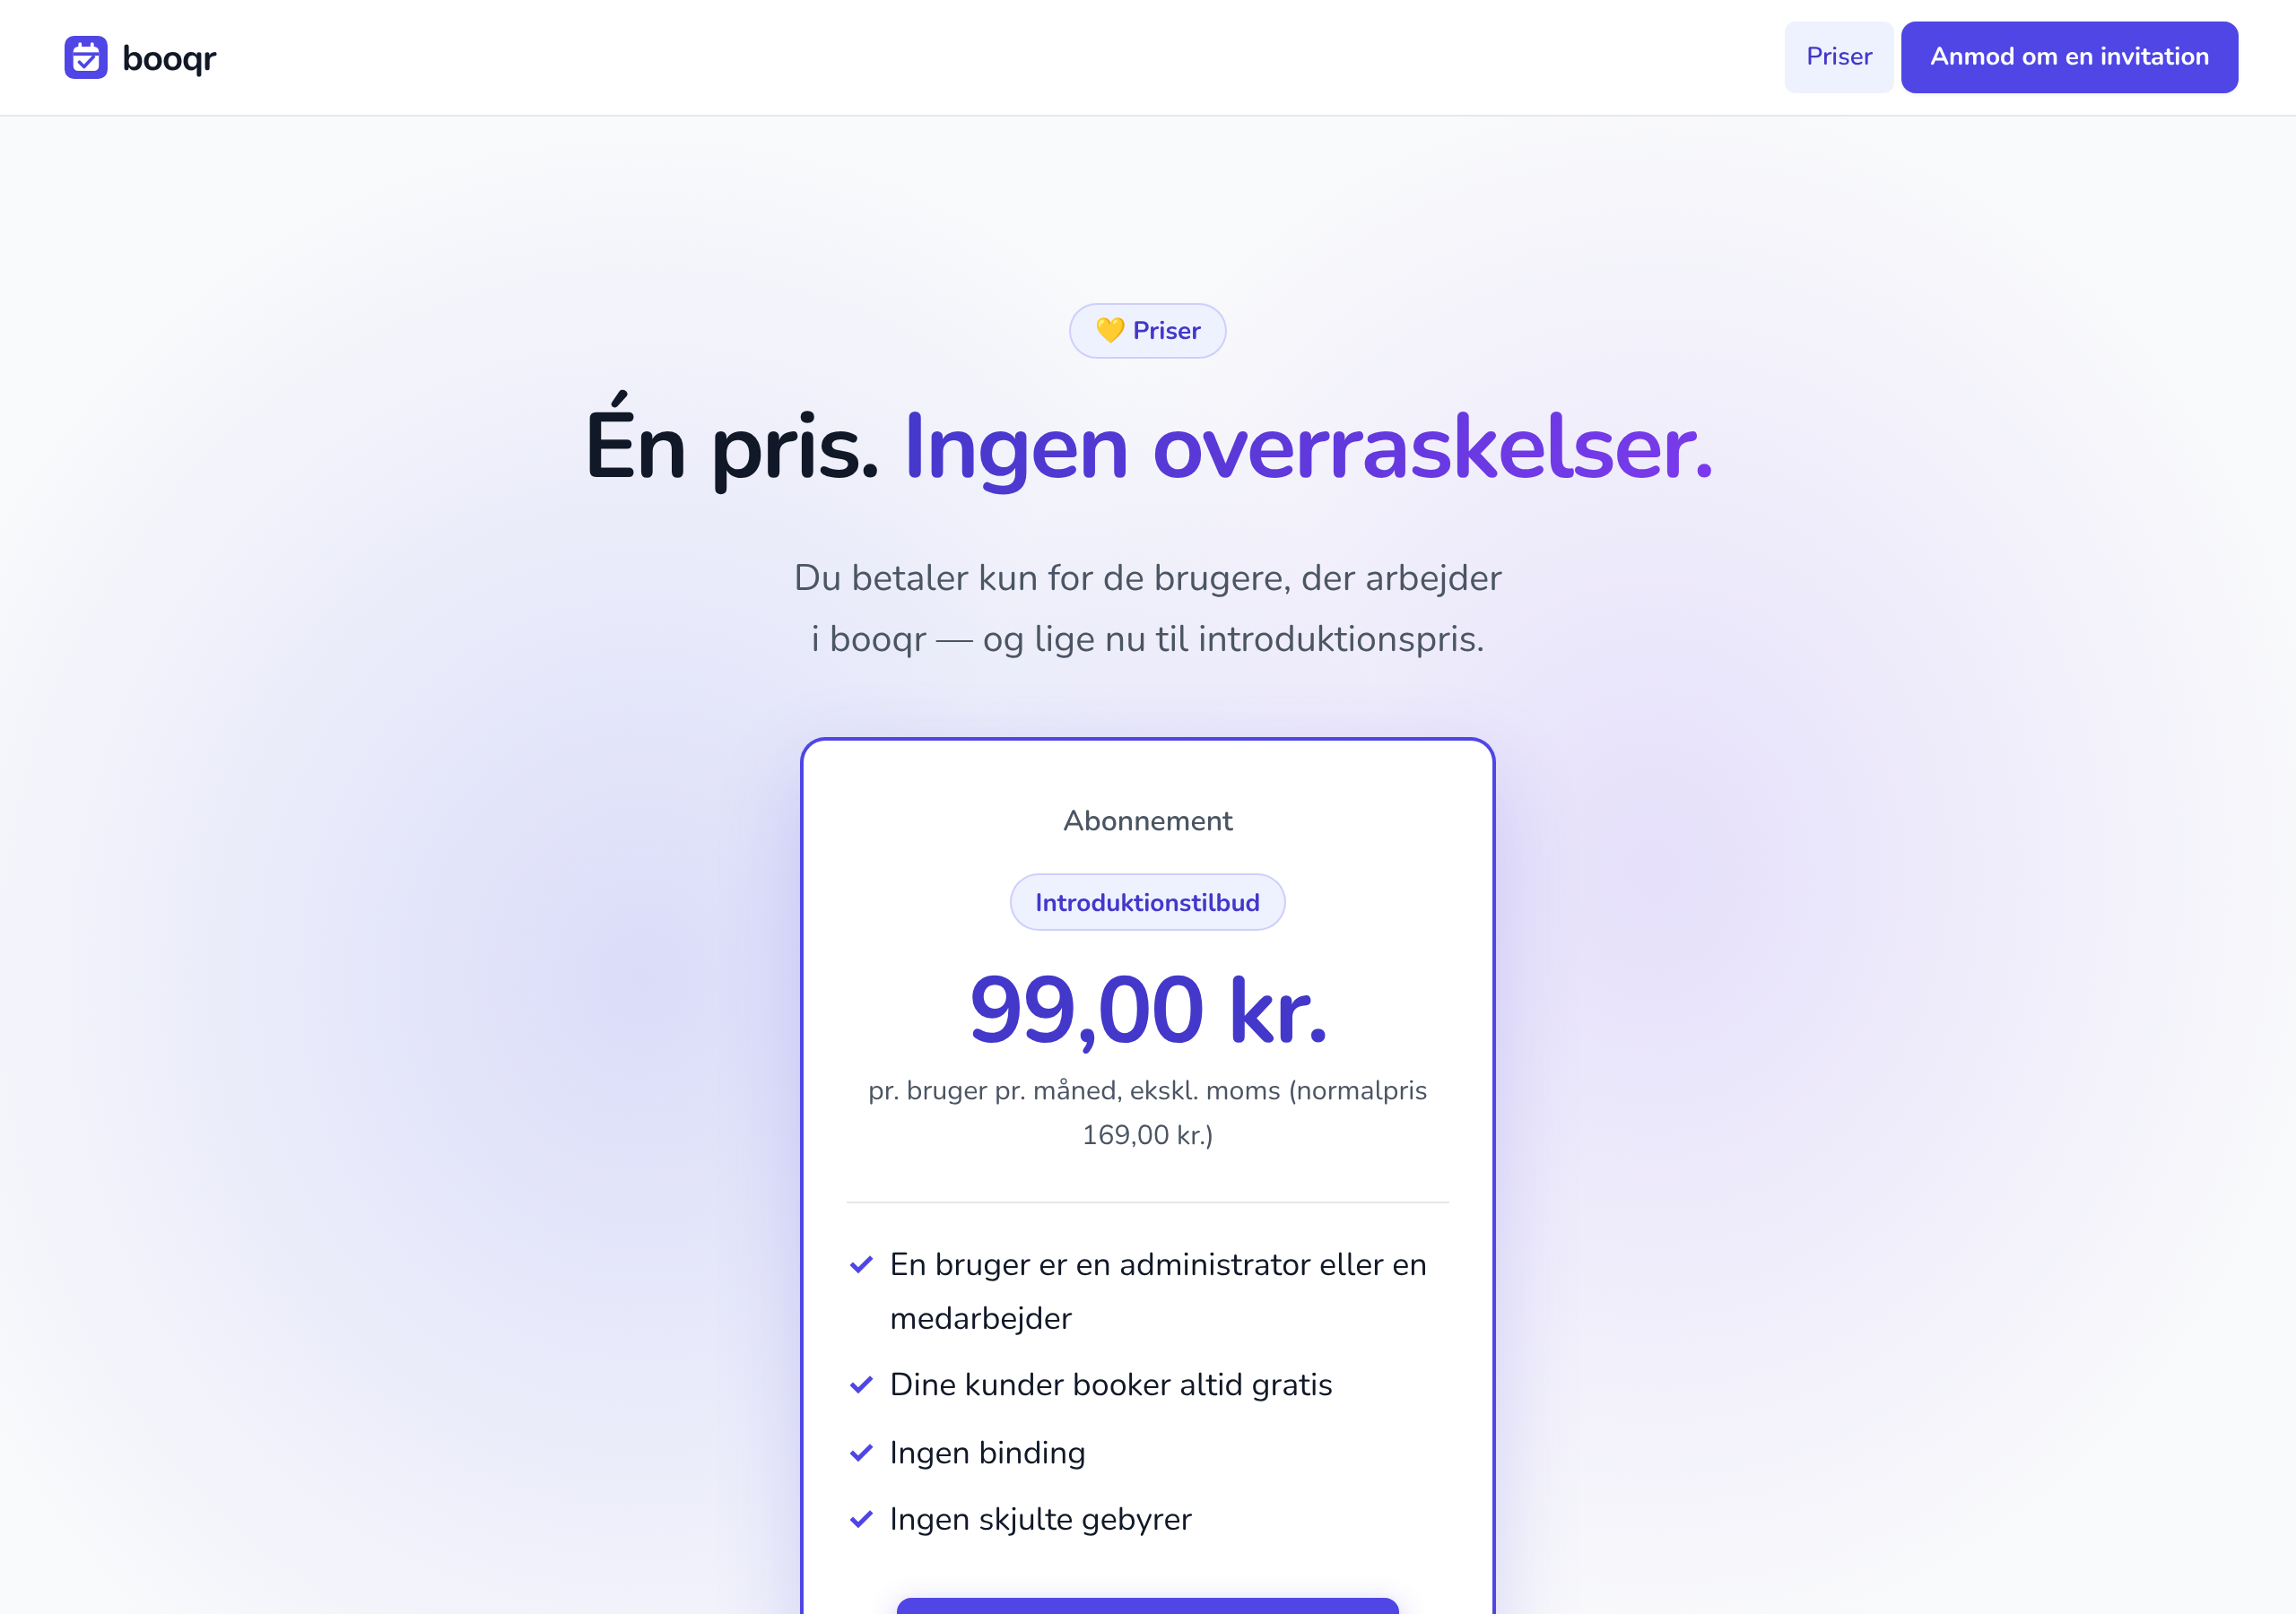 booqr
Priser
Anmod om en invitation
💛 Priser
Én pris. Ingen overraskelser.
Du betaler kun for de brugere, der arbejder
i booqr — og lige nu til introduktionspris.
Abonnement
Introduktionstilbud
99,00 kr.
pr. bruger pr. måned, ekskl. moms (normalpris
169,00 kr.)
En bruger er en administrator eller en
medarbejder
Dine kunder booker altid gratis
Ingen binding
Ingen skjulte gebyrer